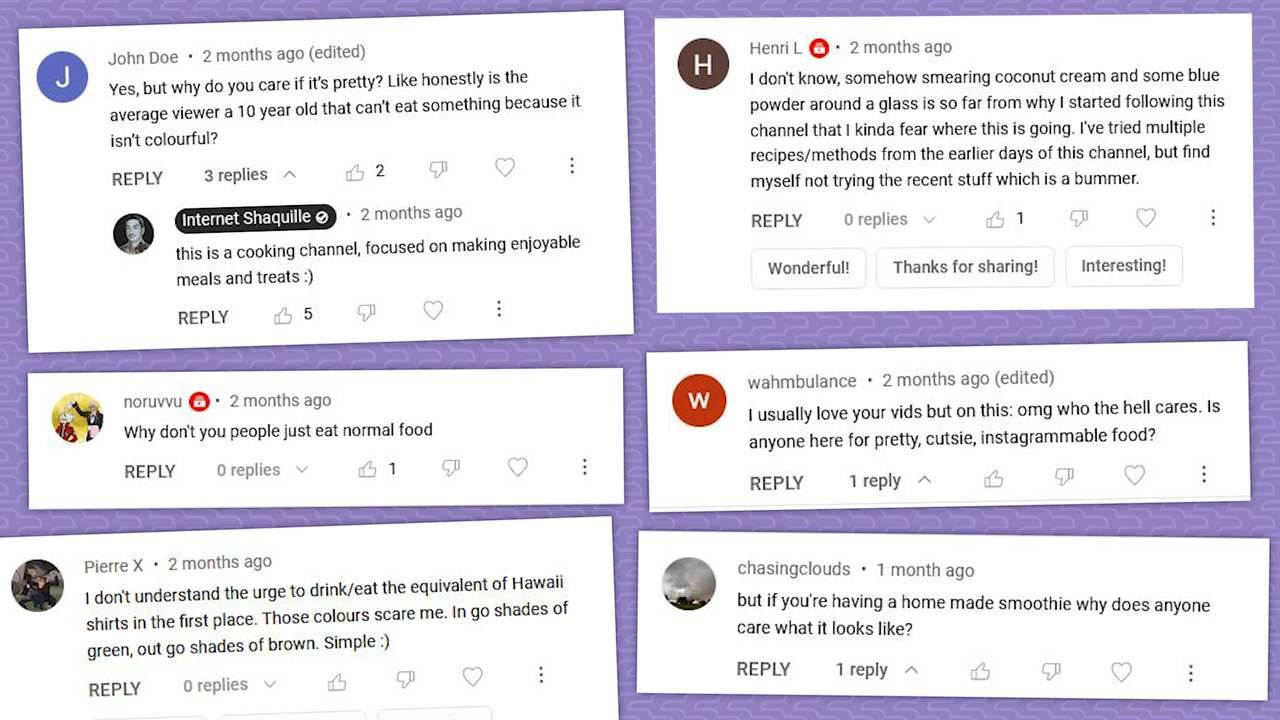 John Doe • 2 months ago (edited)
Yes, but why do you care if it's pretty? Like honestly is the
average viewer a 10 year old that can't eat something because it
isn't colourful?
REPLY 3 replies 2
Internet Shaquille • 2 months ago
this is a cooking channel, focused on making enjoyable
meals and treats :)
REPLY 5
noruvvu • 2 months ago
Why don't you people just eat normal food
REPLY 0 replies 1
Pierre X • 2 months ago
I don't understand the urge to drink/eat the equivalent of Hawaii
shirts in the first place. Those colours scare me. In go shades of
green, out go shades of brown. Simple :)
REPLY 0 replies
J
H
Henri L • 2 months ago
I don't know, somehow smearing coconut cream and some blue
powder around a glass is so far from why I started following this
channel that I kinda fear where this is going. I've tried multiple
recipes/methods from the earlier days of this channel, but find
myself not trying the recent stuff which is a bummer.
REPLY 0 replies 1
Wonderful! Thanks for sharing! Interesting!
W
wahmbulance • 2 months ago (edited)
I usually love your vids but on this: omg who the hell cares. Is
anyone here for pretty, cutsie, instagrammable food?
REPLY 1 reply
chasingclouds • 1 month ago
but if you're having a home made smoothie why does anyone
care what it looks like?
REPLY 1 reply